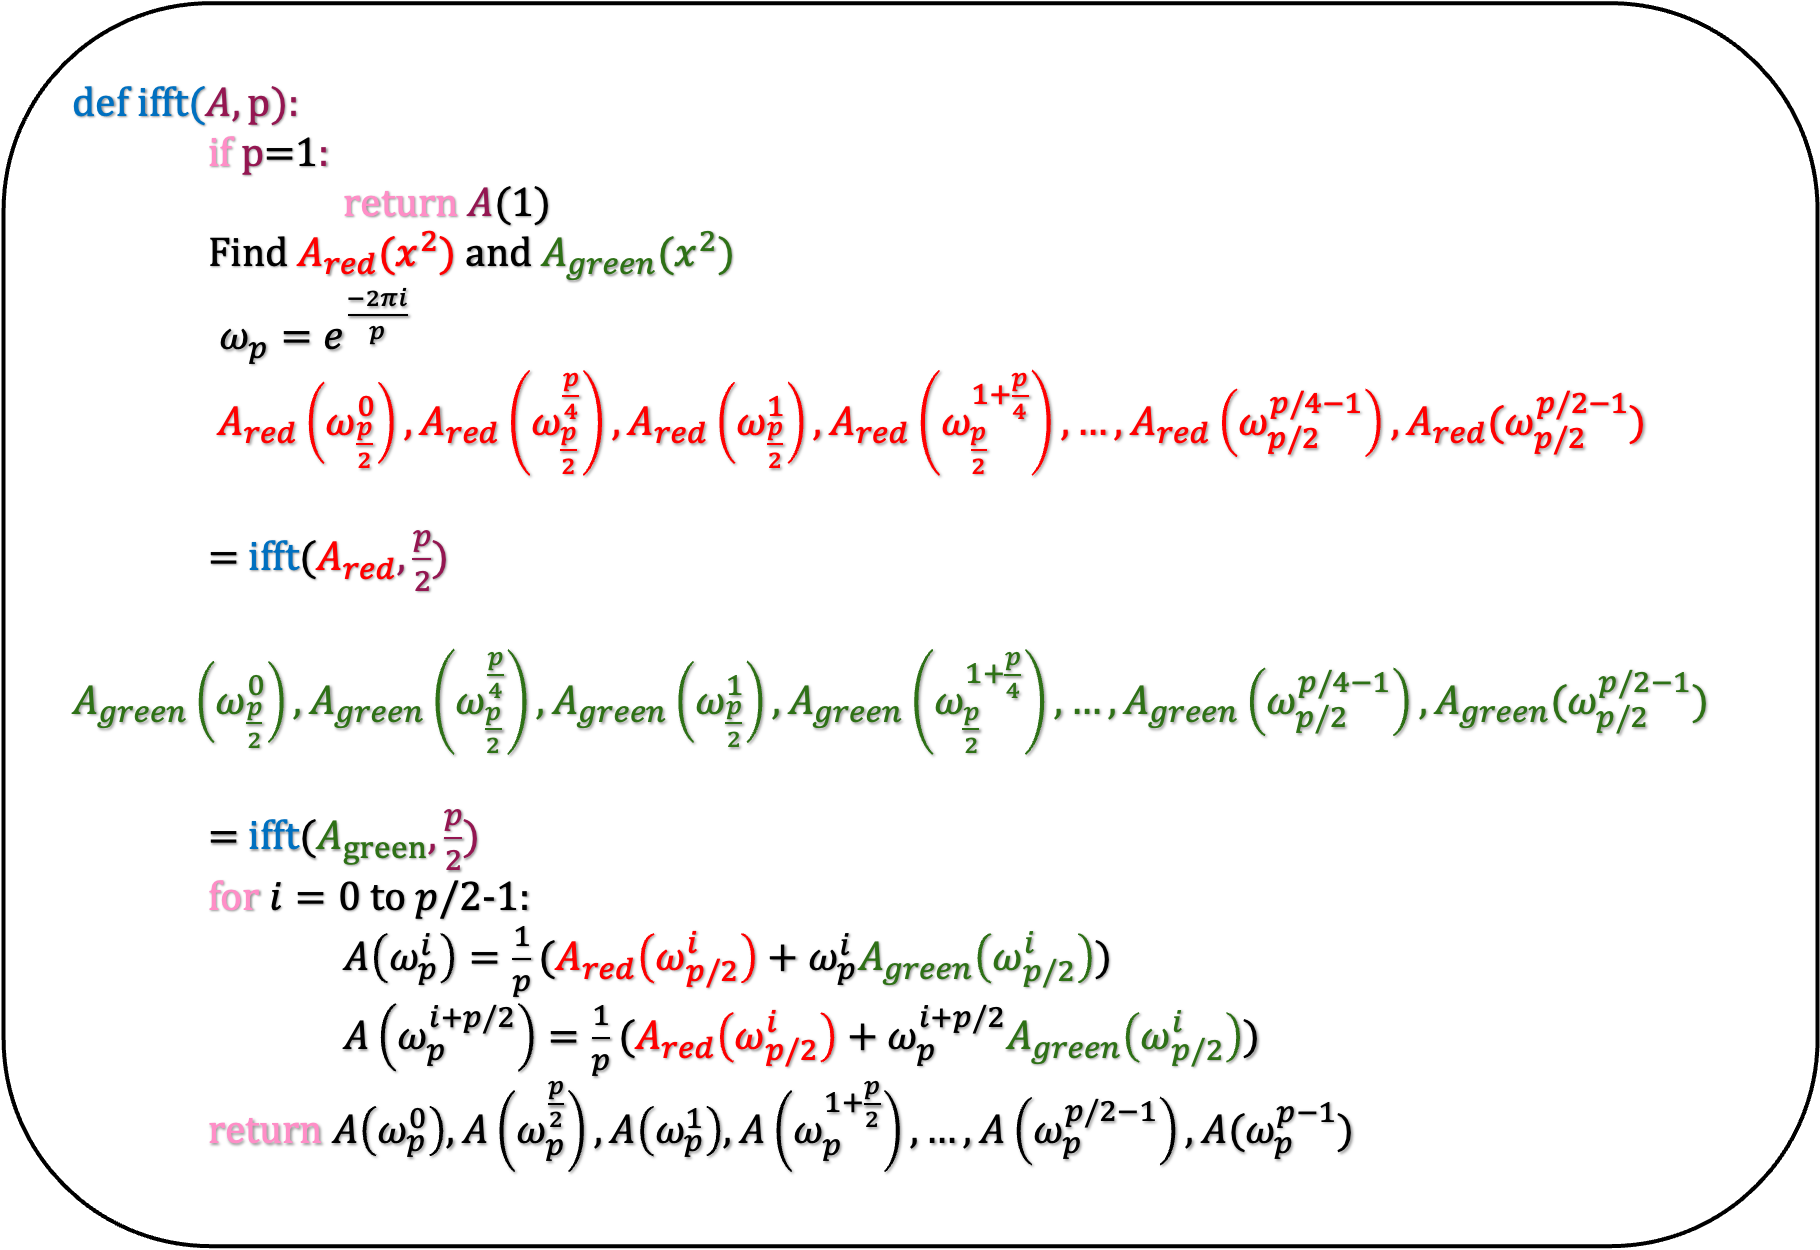 def ifft(A, p):
if p=1:
return A(1)
Find A_red(x^2) and A_green(x^2)
ω_p = e^(−2πi/p)
A_red(ω_{p/2}^0), A_red(ω_{p/2}^{p/4}), A_red(ω_{p/2}^1), A_red(ω_{p/2}^{1+p/4}), …, A_red(ω_{p/2}^{p/4−1}), A_red(ω_{p/2}^{p/2−1})
= ifft(A_red, p/2)
A_green(ω_{p/2}^0), A_green(ω_{p/2}^{p/4}), A_green(ω_{p/2}^1), A_green(ω_{p/2}^{1+p/4}), …, A_green(ω_{p/2}^{p/4−1}), A_green(ω_{p/2}^{p/2−1})
= ifft(A_green, p/2)
for i = 0 to p/2-1:
A(ω_p^i) = 1/p (A_red(ω_{p/2}^i) + ω_p^i A_green(ω_{p/2}^i))
A(ω_p^{i+p/2}) = 1/p (A_red(ω_{p/2}^i) + ω_p^{i+p/2} A_green(ω_{p/2}^i))
return A(ω_p^0), A(ω_p^{p/2}), A(ω_p^1), A(ω_p^{1+p/2}), …, A(ω_p^{p/2−1}), A(ω_p^{p−1})